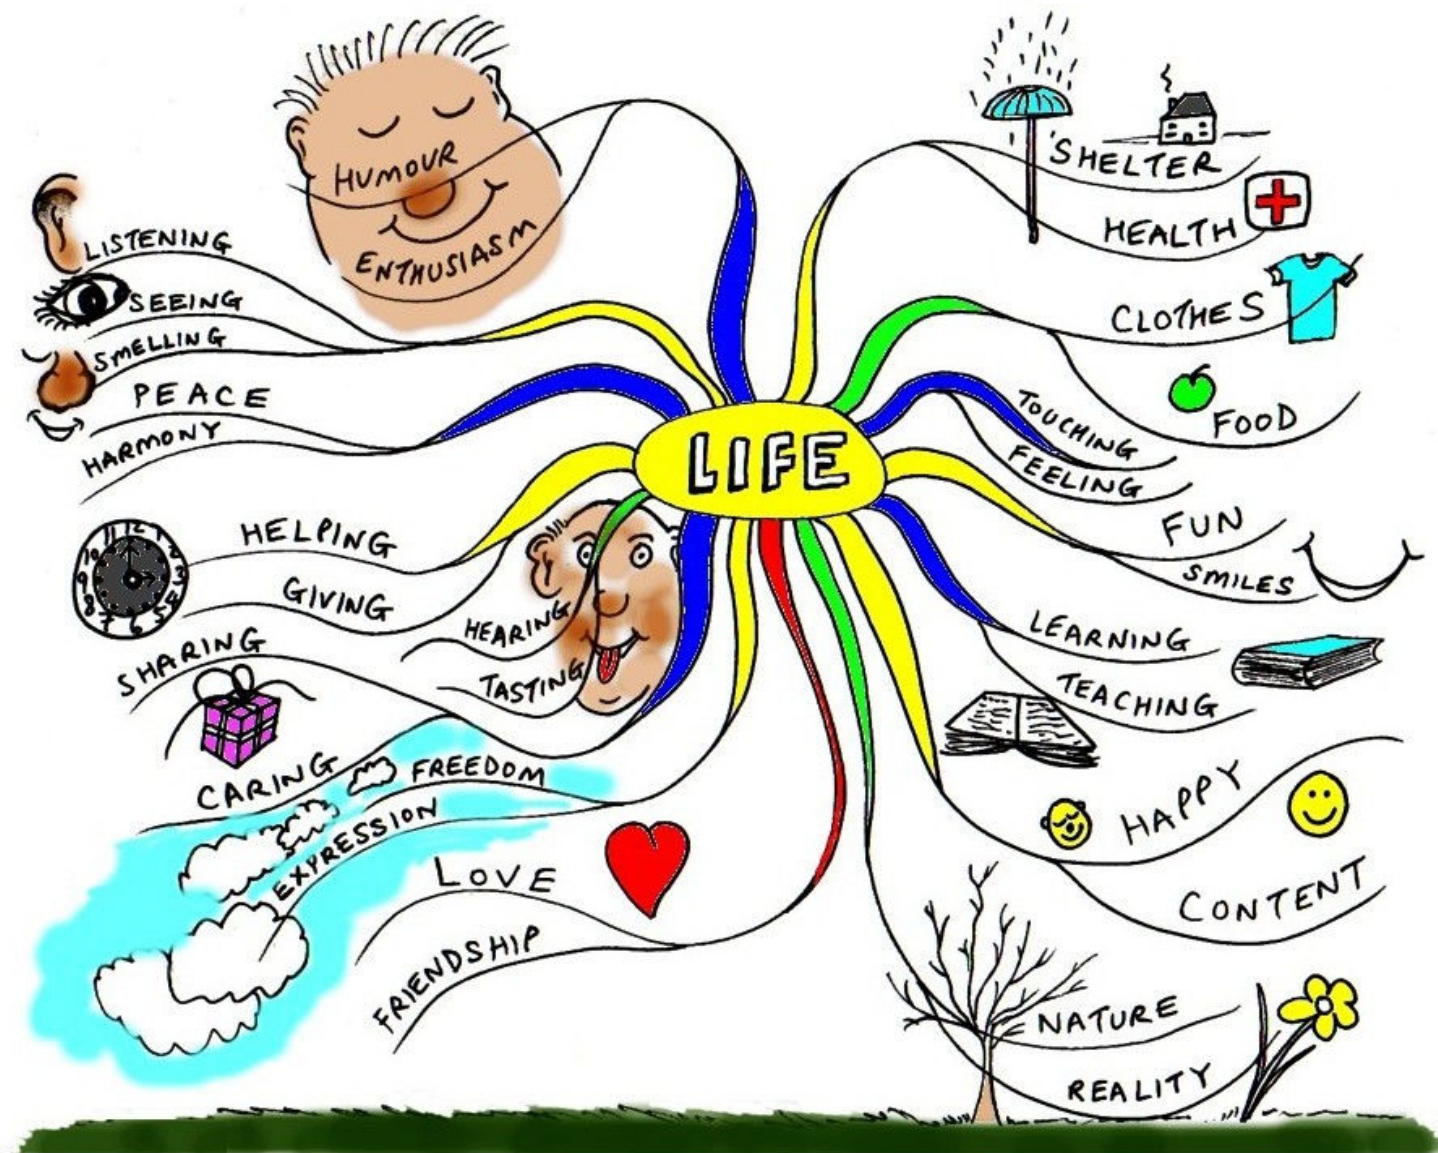 LIFE
HUMOUR
ENTHUSIASM
LISTENING
SEEING
SMELLING
PEACE
HARMONY
HELPING
GIVING
HEARING
TASTING
SHARING
CARING
FREEDOM
EXPRESSION
LOVE
FRIENDSHIP
SHELTER
HEALTH
CLOTHES
FOOD
TOUCHING
FEELING
FUN
SMILES
LEARNING
TEACHING
HAPPY
CONTENT
NATURE
REALITY